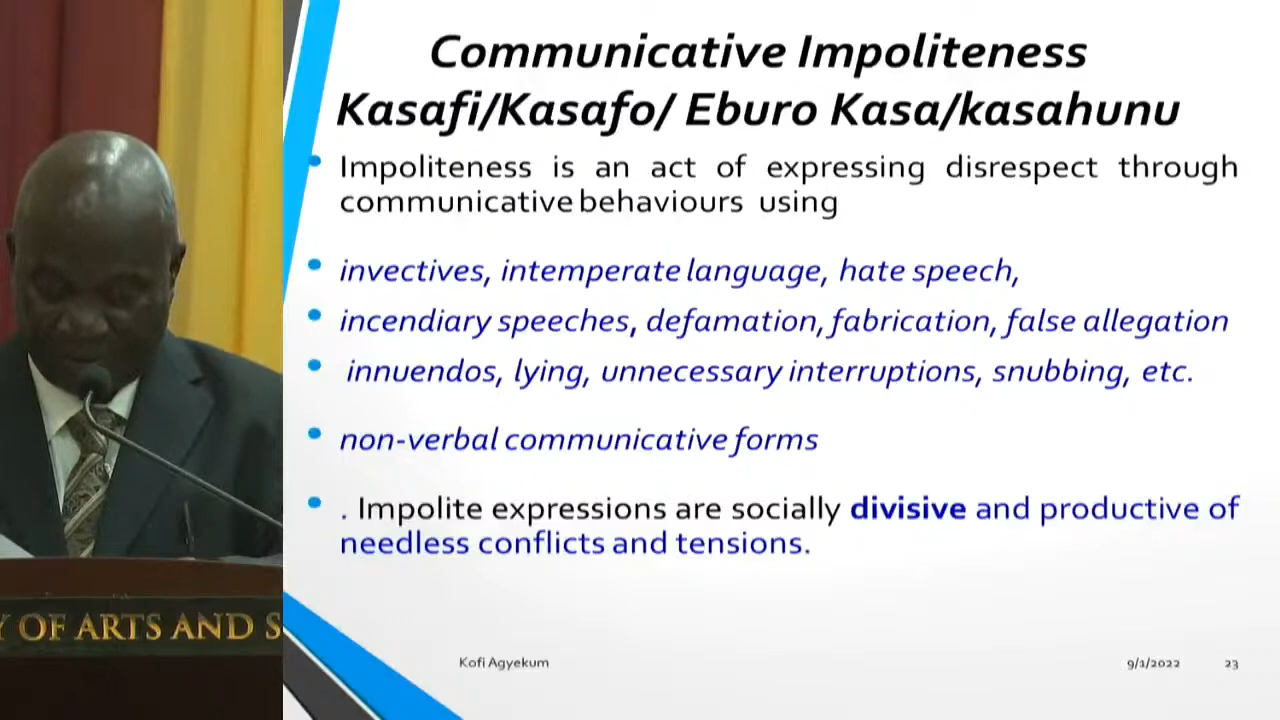 Communicative Impoliteness
Kasafi/Kasafo/ Eburo Kasa/kasahunu
• Impoliteness is an act of expressing disrespect through
communicative behaviours using
• invectives, intemperate language, hate speech,
• incendiary speeches, defamation, fabrication, false allegation
• innuendos, lying, unnecessary interruptions, snubbing, etc.
• non-verbal communicative forms
• . Impolite expressions are socially divisive and productive of
needless conflicts and tensions.
Y OF ARTS AND S
Kofi Agyekum 9/1/2022 23